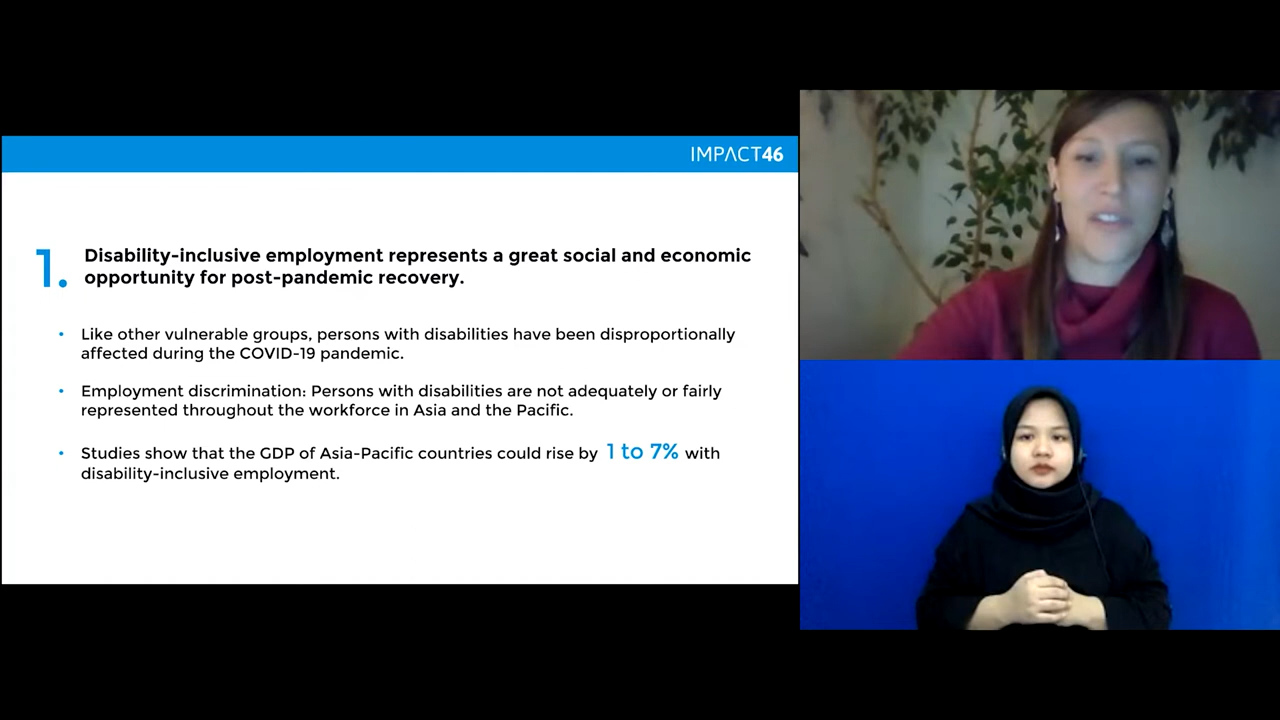 IMPACT46
1. Disability-inclusive employment represents a great social and economic
opportunity for post-pandemic recovery.
• Like other vulnerable groups, persons with disabilities have been disproportionally
affected during the COVID-19 pandemic.
• Employment discrimination: Persons with disabilities are not adequately or fairly
represented throughout the workforce in Asia and the Pacific.
• Studies show that the GDP of Asia-Pacific countries could rise by 1 to 7% with
disability-inclusive employment.